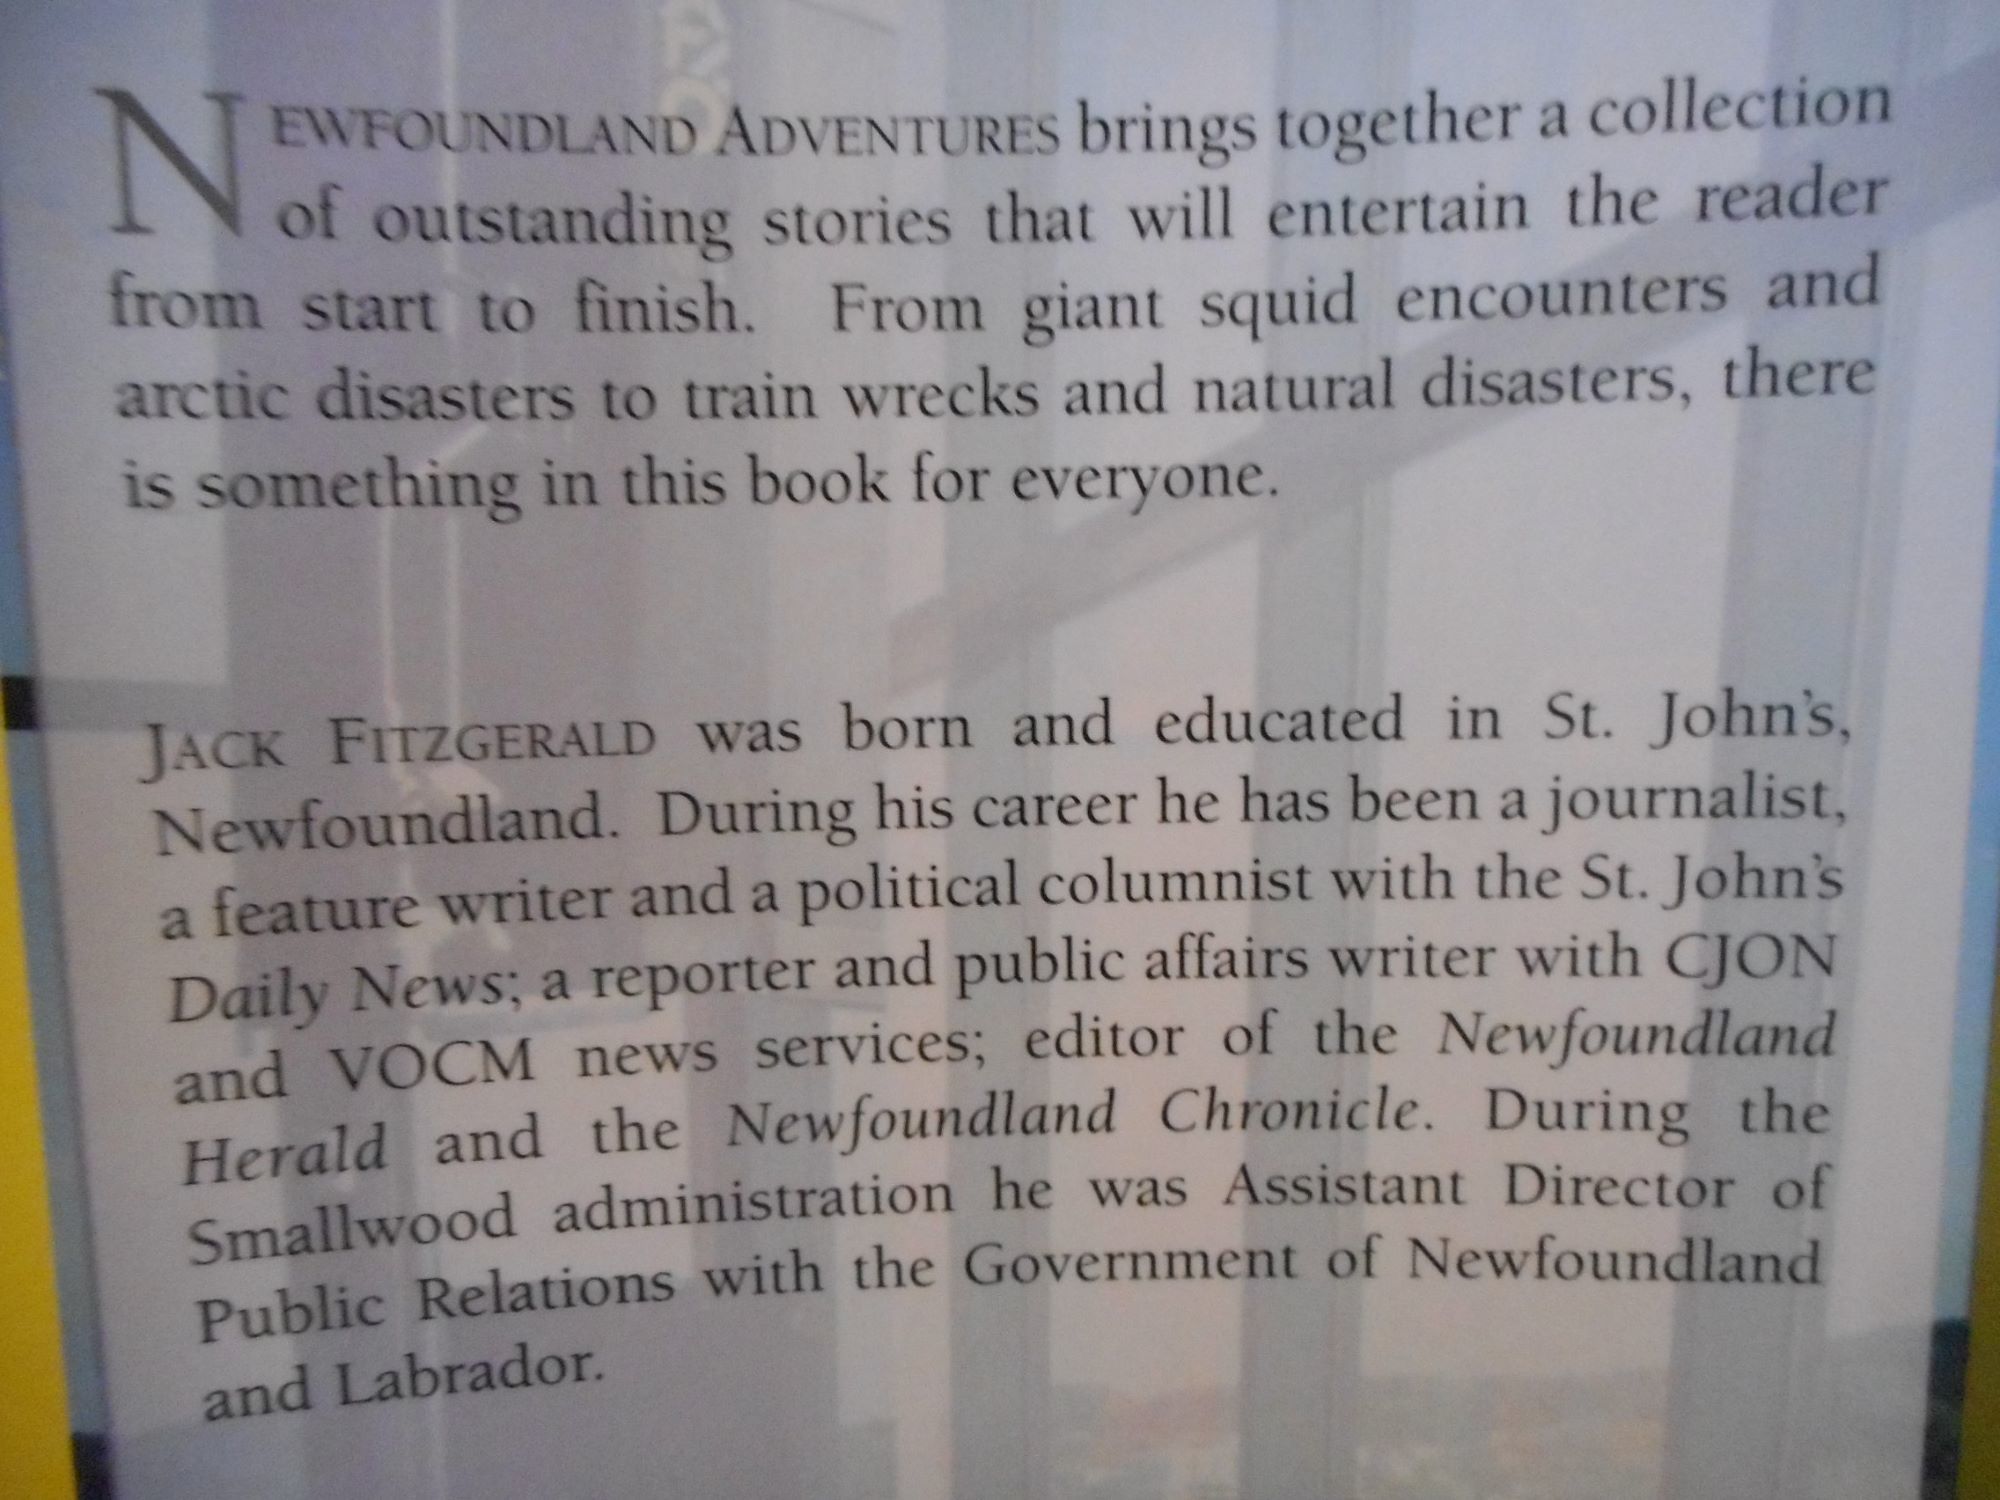 NEWFOUNDLAND ADVENTURES brings together a collection
of outstanding stories that will entertain the reader
from start to finish. From giant squid encounters and
arctic disasters to train wrecks and natural disasters, there
is something in this book for everyone.
JACK FITZGERALD was born and educated in St. John's,
Newfoundland. During his career he has been a journalist,
a feature writer and a political columnist with the St. John's
Daily News; a reporter and public affairs writer with CJON
and VOCM news services; editor of the Newfoundland
Herald and the Newfoundland Chronicle. During the
Smallwood administration he was Assistant Director of
Public Relations with the Government of Newfoundland
and Labrador.